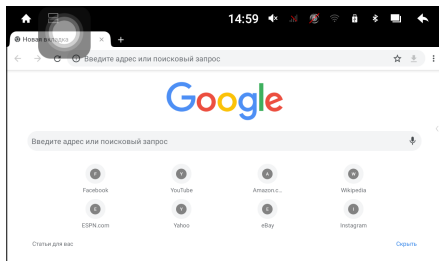 14:59
Новая вкладка
Введите адрес или поисковый запрос
Google
Введите адрес или поисковый запрос
F Y A W
Facebook YouTube Amazon.c... Wikipedia
E Y E I
ESPN.com Yahoo eBay Instagram
Статьи для вас Скрыть